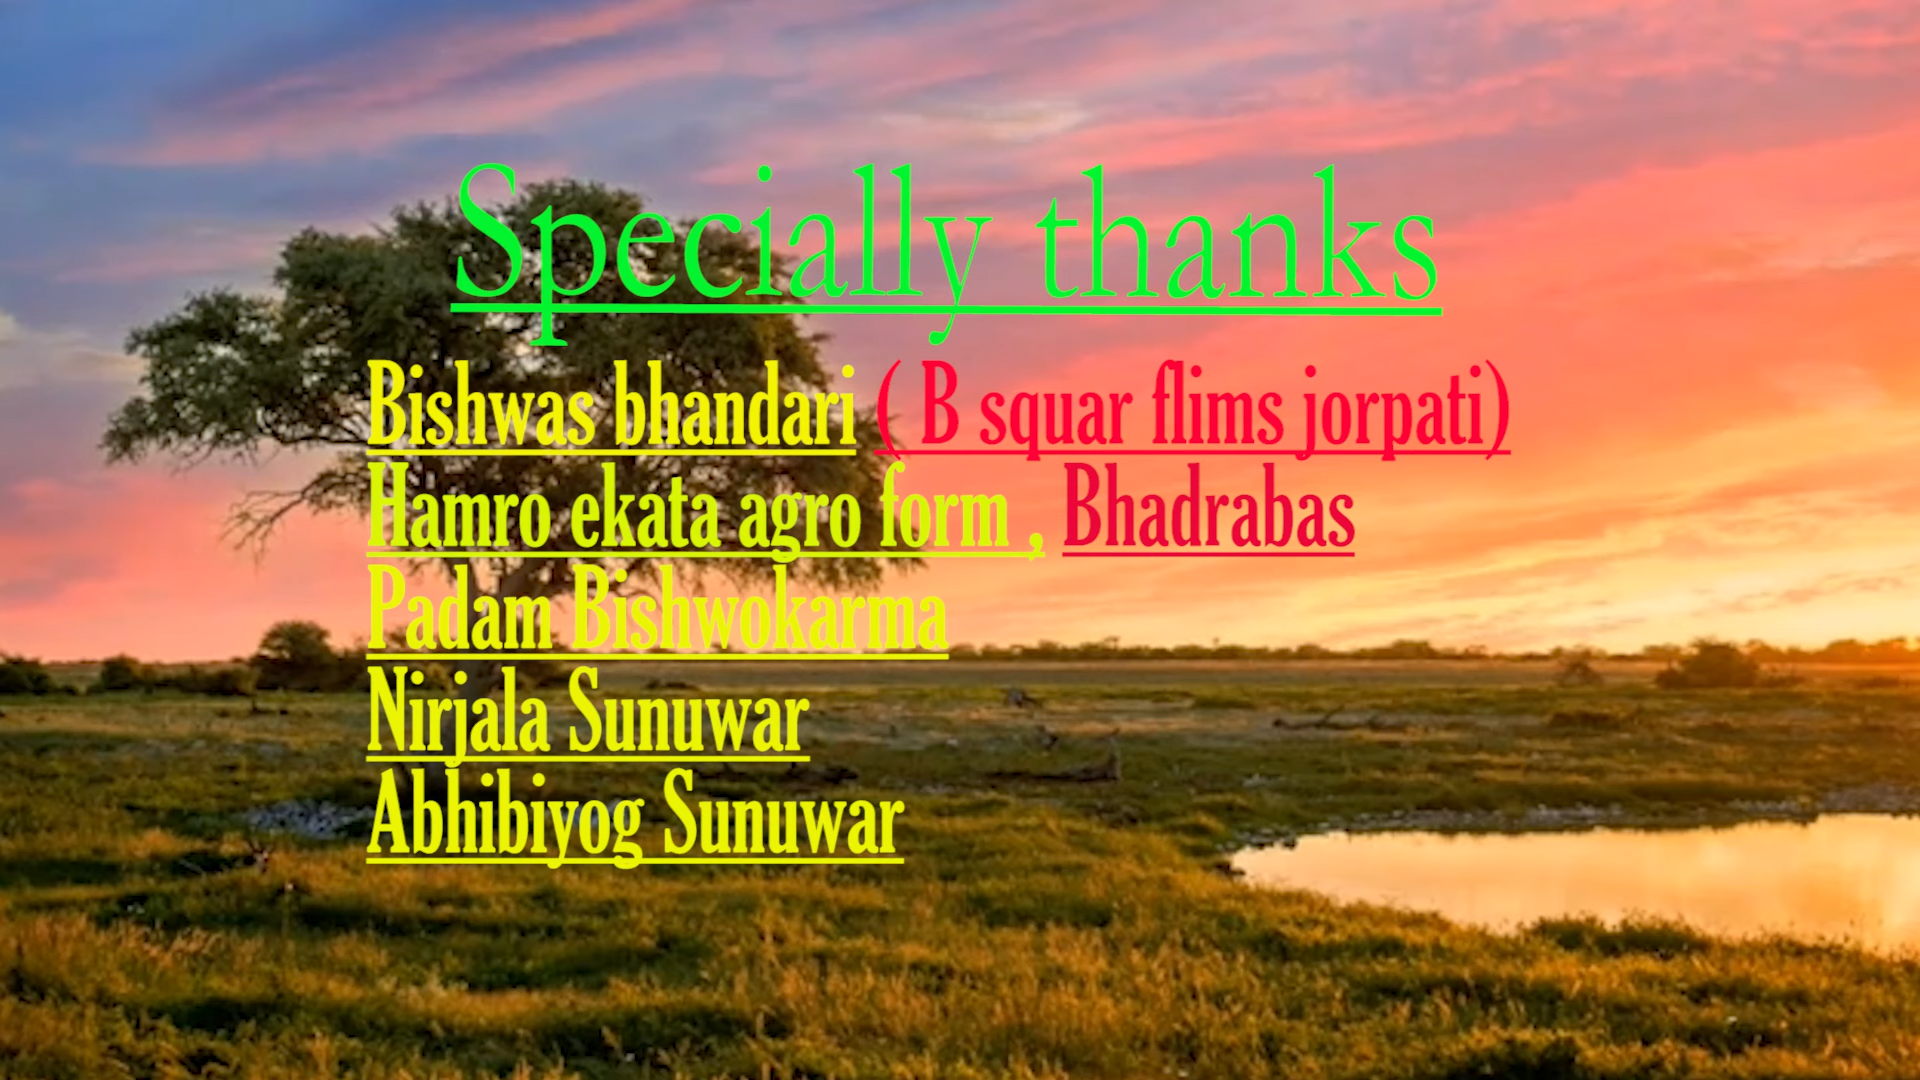 Specially thanks
Bishwas bhandari ( B squar flims jorpati)
Hamro ekata agro form , Bhadrabas
Padam Bishwokarma
Nirjala Sunuwar
Abhibiyog Sunuwar